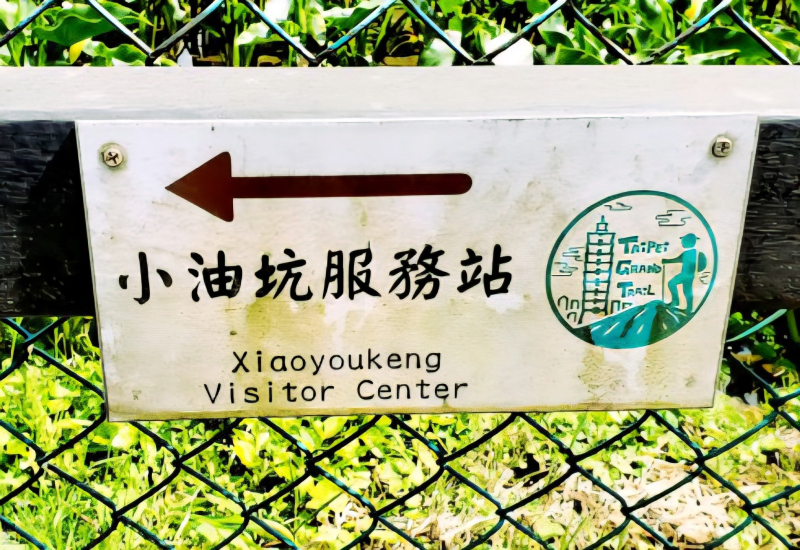 小油坑服務站
Xiaoyoukeng
Visitor Center
TAiPEi
GRAND
TRAiL